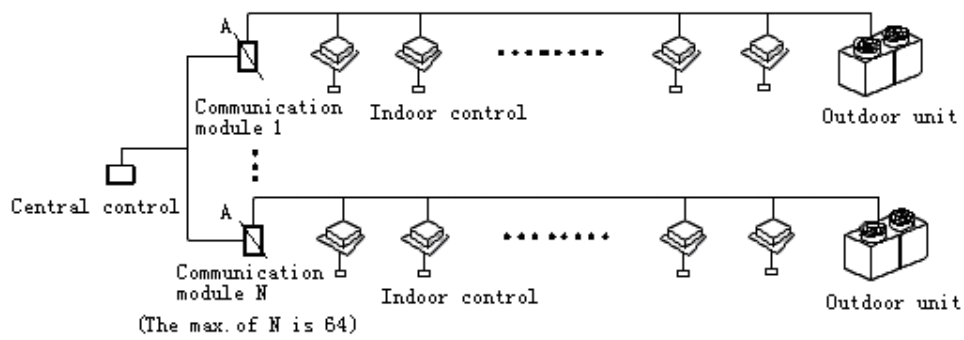 A
Communication
module 1
Indoor control
Outdoor unit
Central control
A
Communication
module N
(The max.of N is 64)
Indoor control
Outdoor unit